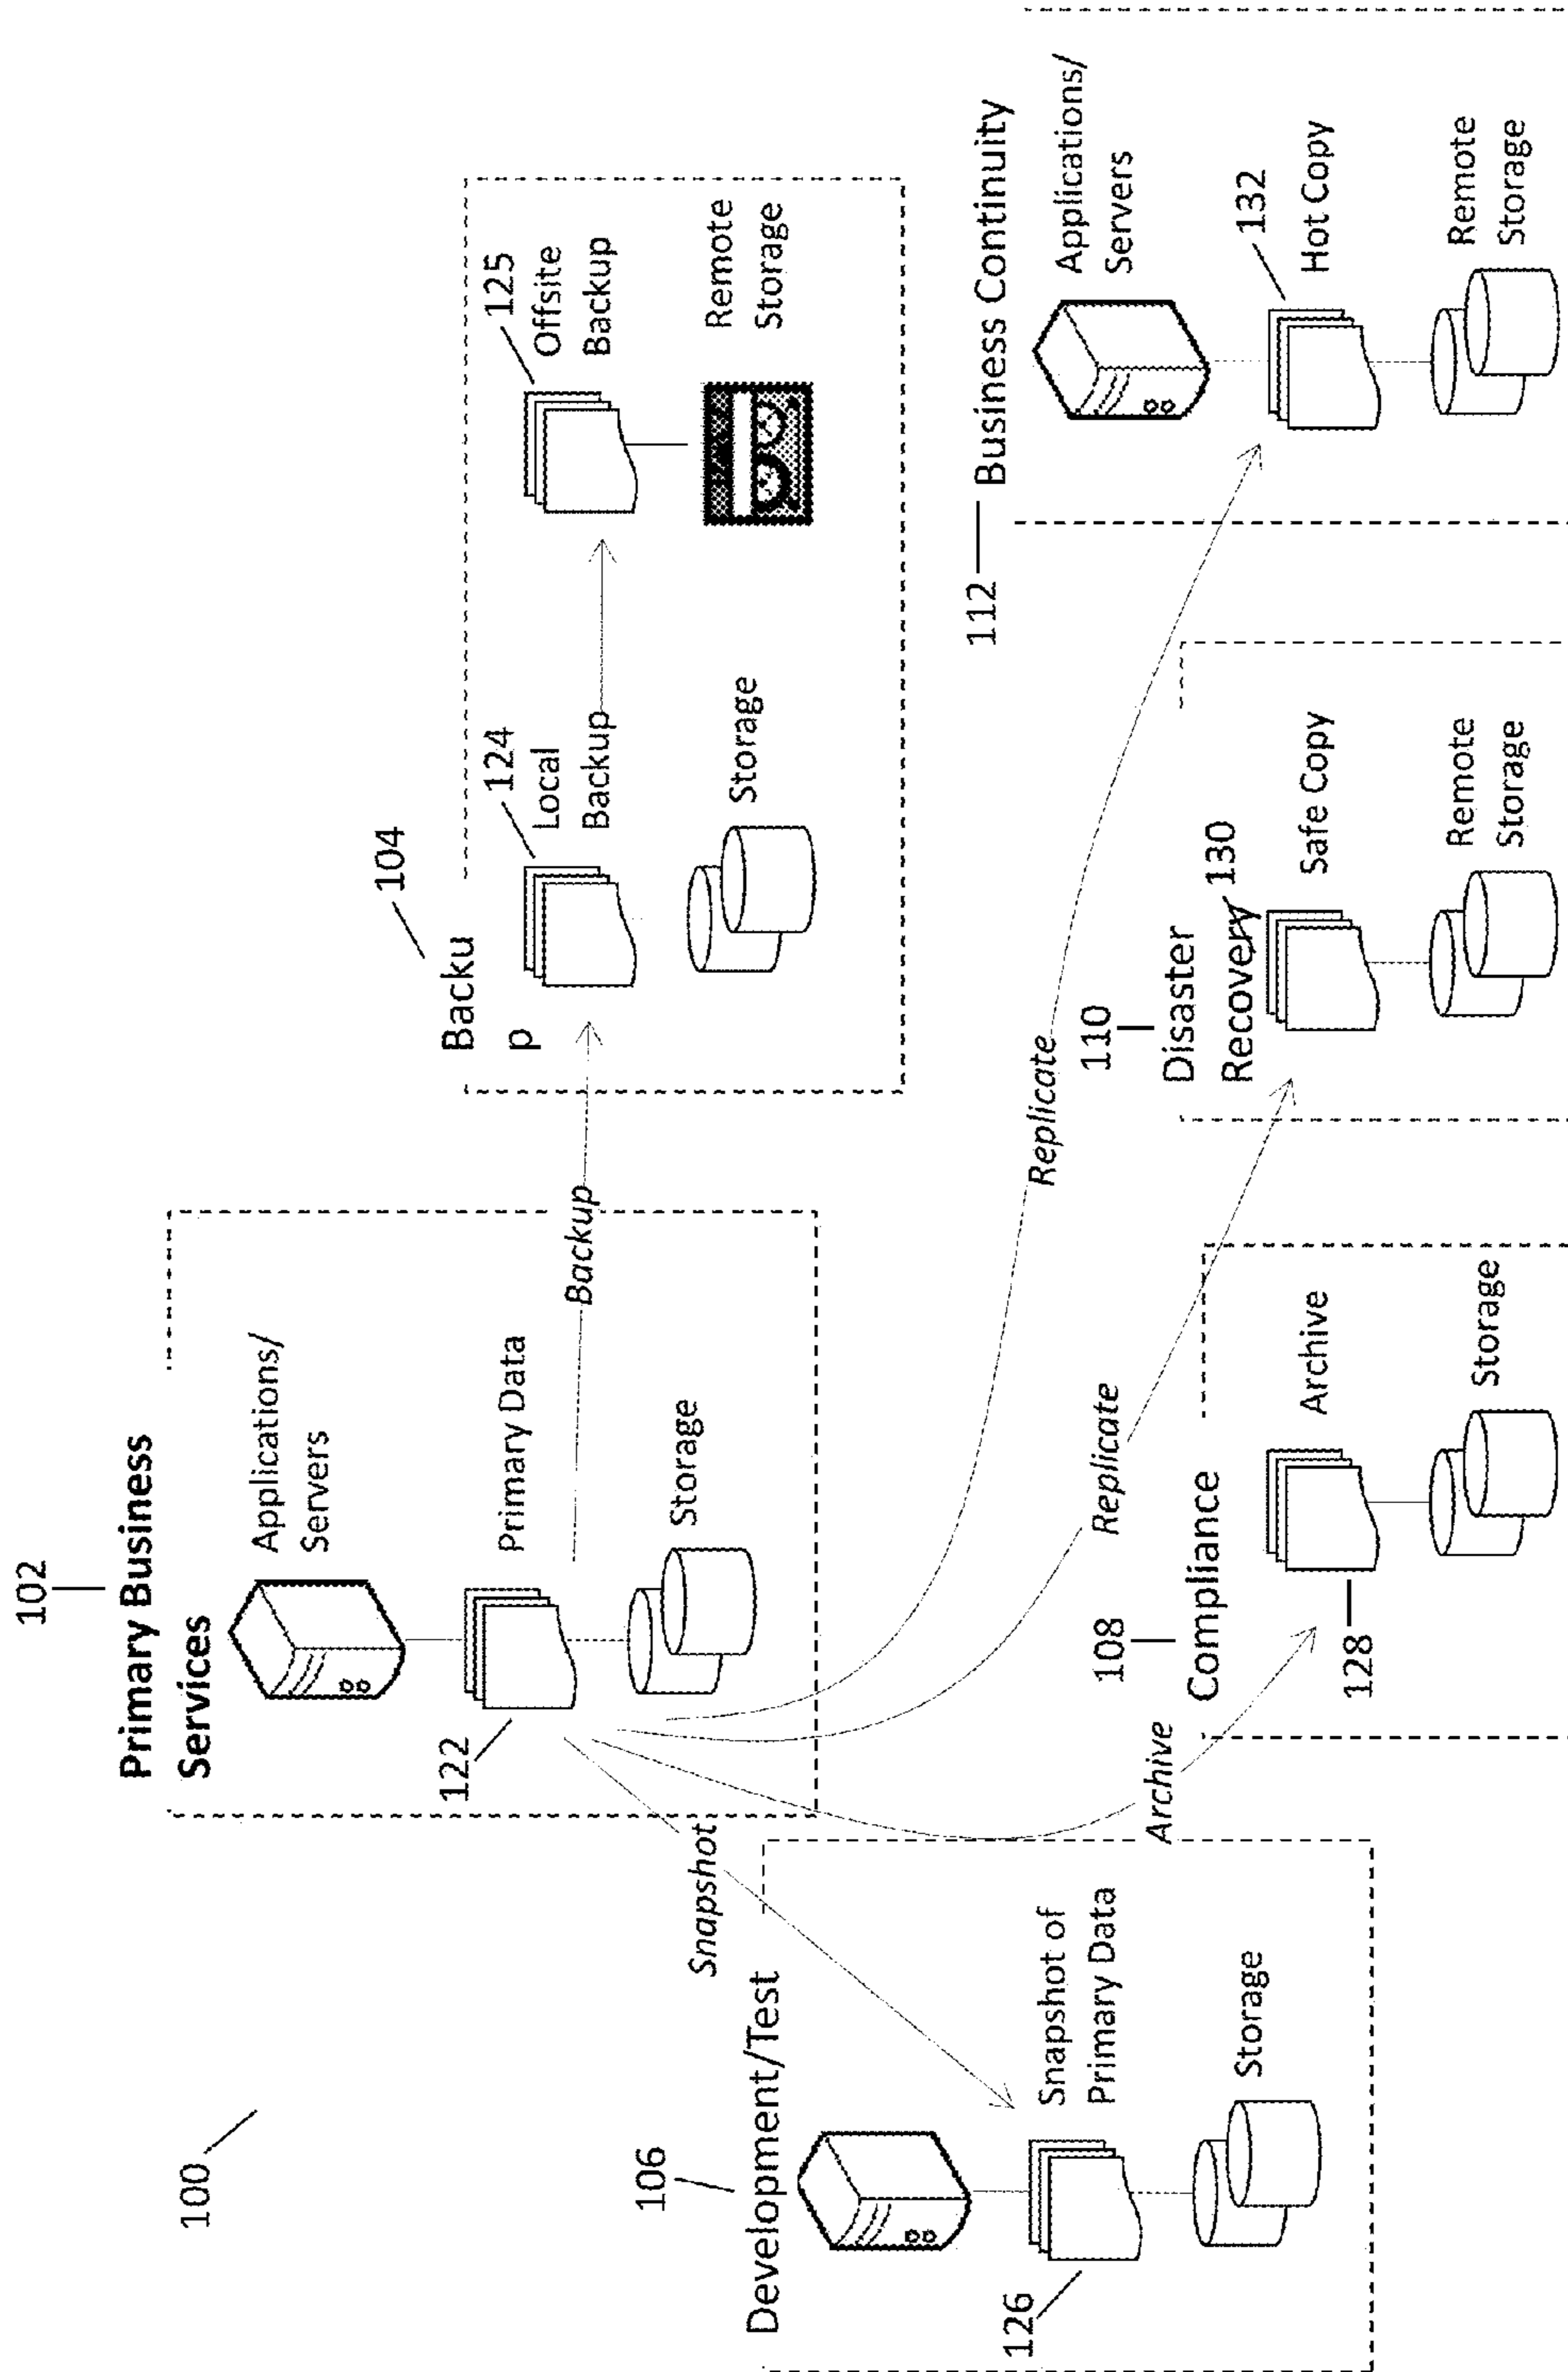 100
102
Primary Business
Services
Applications/
Servers
122
Primary Data
Storage
Backup
104
Backu
p
124
Local
Backup
Storage
125
Offsite
Backup
Remote
Storage
106
Development/Test
Snapshot
126
Snapshot of
Primary Data
Storage
Archive
108
Compliance
128
Archive
Storage
Replicate
110
Disaster
Recovery
130
Safe Copy
Remote
Storage
Replicate
112
Business Continuity
Applications/
Servers
132
Hot Copy
Remote
Storage